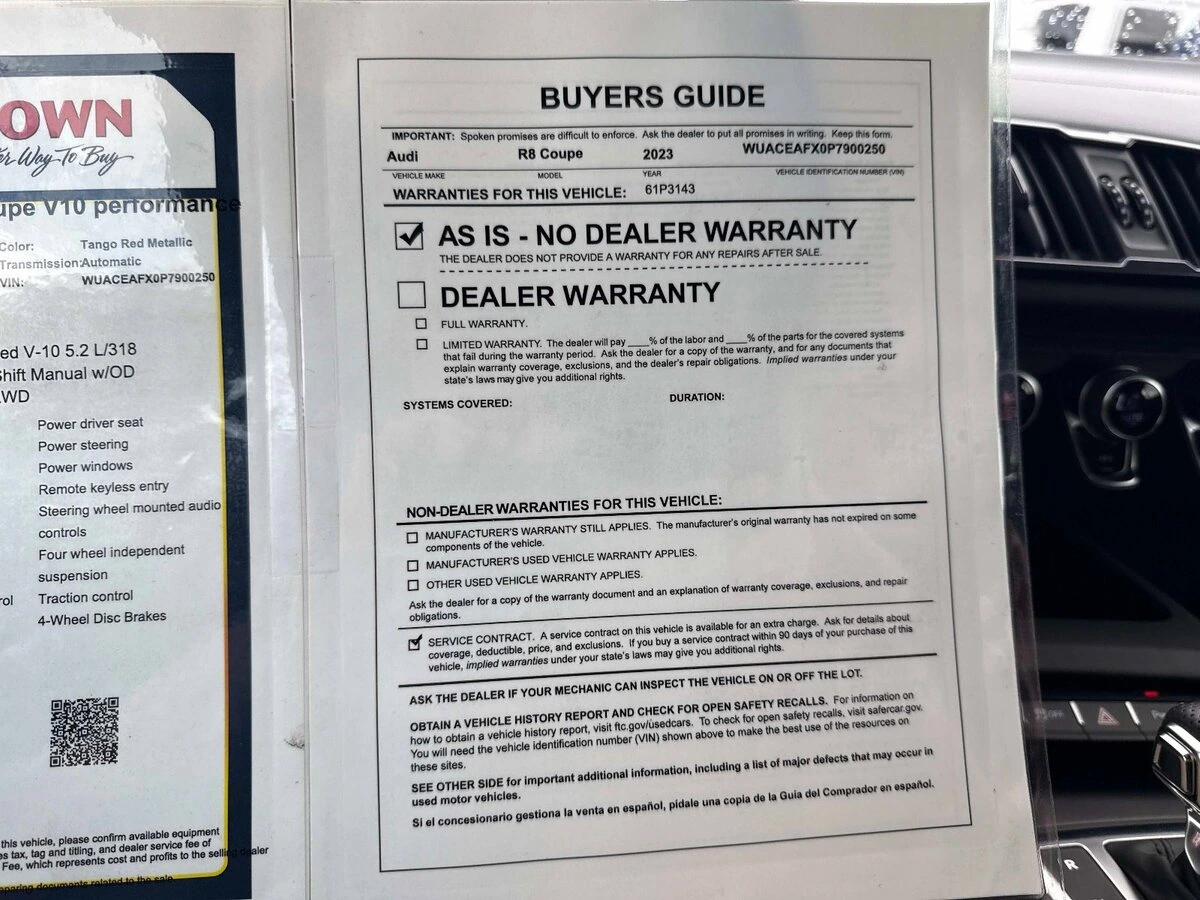 OWN
Way To Buy
upe V10 performance
Color: Tango Red Metallic
Transmission: Automatic
VIN: WUACEAFX0P7900250
ed V-10 5.2 L/318
Shift Manual w/OD
WD
Power driver seat
Power steering
Power windows
Remote keyless entry
Steering wheel mounted audio
controls
Four wheel independent
suspension
rol Traction control
4-Wheel Disc Brakes
this vehicle, please confirm available equipment
es tax, tag and titling, and dealer service fee of
Fee, which represents cost and profits to the selling dealer
eparing documents related to the sale
BUYERS GUIDE
IMPORTANT: Spoken promises are difficult to enforce. Ask the dealer to put all promises in writing. Keep this form.
Audi R8 Coupe 2023 WUACEAFX0P7900250
VEHICLE MAKE MODEL YEAR VEHICLE IDENTIFICATION NUMBER (VIN)
WARRANTIES FOR THIS VEHICLE: 61P3143
AS IS - NO DEALER WARRANTY
THE DEALER DOES NOT PROVIDE A WARRANTY FOR ANY REPAIRS AFTER SALE.
DEALER WARRANTY
FULL WARRANTY.
LIMITED WARRANTY. The dealer will pay ____% of the labor and ____% of the parts for the covered systems
that fail during the warranty period. Ask the dealer for a copy of the warranty, and for any documents that
explain warranty coverage, exclusions, and the dealer's repair obligations. Implied warranties under your
state's laws may give you additional rights.
SYSTEMS COVERED: DURATION:
NON-DEALER WARRANTIES FOR THIS VEHICLE:
MANUFACTURER'S WARRANTY STILL APPLIES. The manufacturer's original warranty has not expired on some
components of the vehicle.
MANUFACTURER'S USED VEHICLE WARRANTY APPLIES.
OTHER USED VEHICLE WARRANTY APPLIES.
Ask the dealer for a copy of the warranty document and an explanation of warranty coverage, exclusions, and repair
obligations.
SERVICE CONTRACT. A service contract on this vehicle is available for an extra charge. Ask for details about
coverage, deductible, price, and exclusions. If you buy a service contract within 90 days of your purchase of this
vehicle, implied warranties under your state's laws may give you additional rights.
ASK THE DEALER IF YOUR MECHANIC CAN INSPECT THE VEHICLE ON OR OFF THE LOT.
OBTAIN A VEHICLE HISTORY REPORT AND CHECK FOR OPEN SAFETY RECALLS. For information on
how to obtain a vehicle history report, visit ftc.gov/usedcars. To check for open safety recalls, visit safercar.gov.
You will need the vehicle identification number (VIN) shown above to make the best use of the resources on
these sites.
SEE OTHER SIDE for important additional information, including a list of major defects that may occur in
used motor vehicles.
Si el concesionario gestiona la venta en español, pídale una copia de la Guía del Comprador en español.
OFF
R